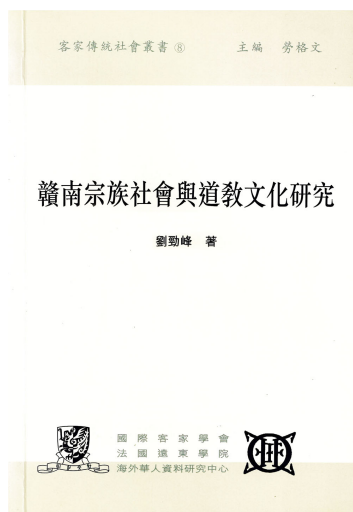 客家傳統社會叢書⑧ 主編 勞格文
贛南宗族社會與道教文化研究
劉勁峰 著
國際客家學會
法國遠東學院
海外華人資料研究中心